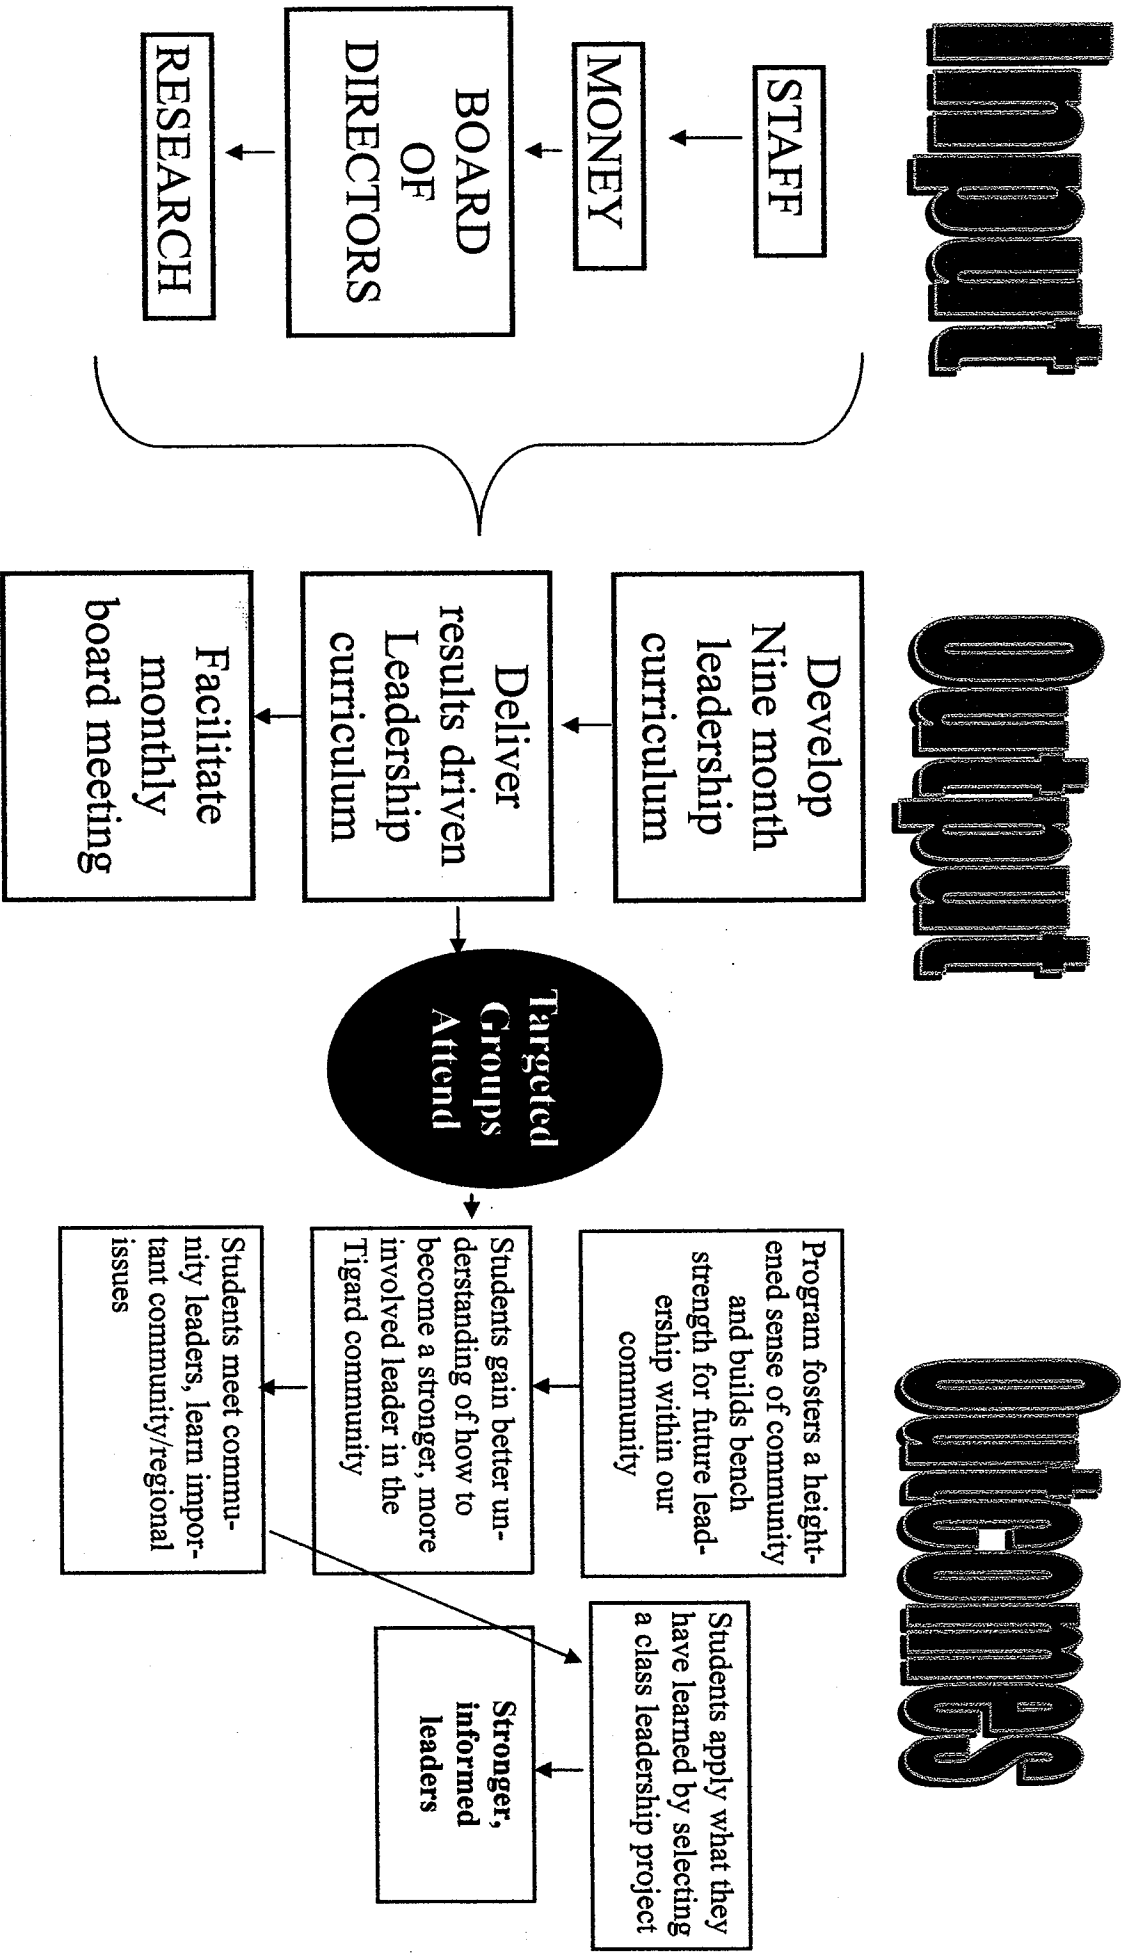 Input
STAFF
MONEY
BOARD
OF
DIRECTORS
RESEARCH
Output
Develop
Nine month
leadership
curriculum
Deliver
results driven
Leadership
curriculum
Facilitate
monthly
board meeting
Targeted
Groups
Attend
Outcomes
Program fosters a height-
ened sense of community
and builds bench
strength for future lead-
ership within our
community
Students gain better un-
derstanding of how to
become a stronger, more
involved leader in the
Tigard community
Students meet commu-
nity leaders, learn impor-
tant community/regional
issues
Students apply what they
have learned by selecting
a class leadership project
Stronger,
informed
leaders